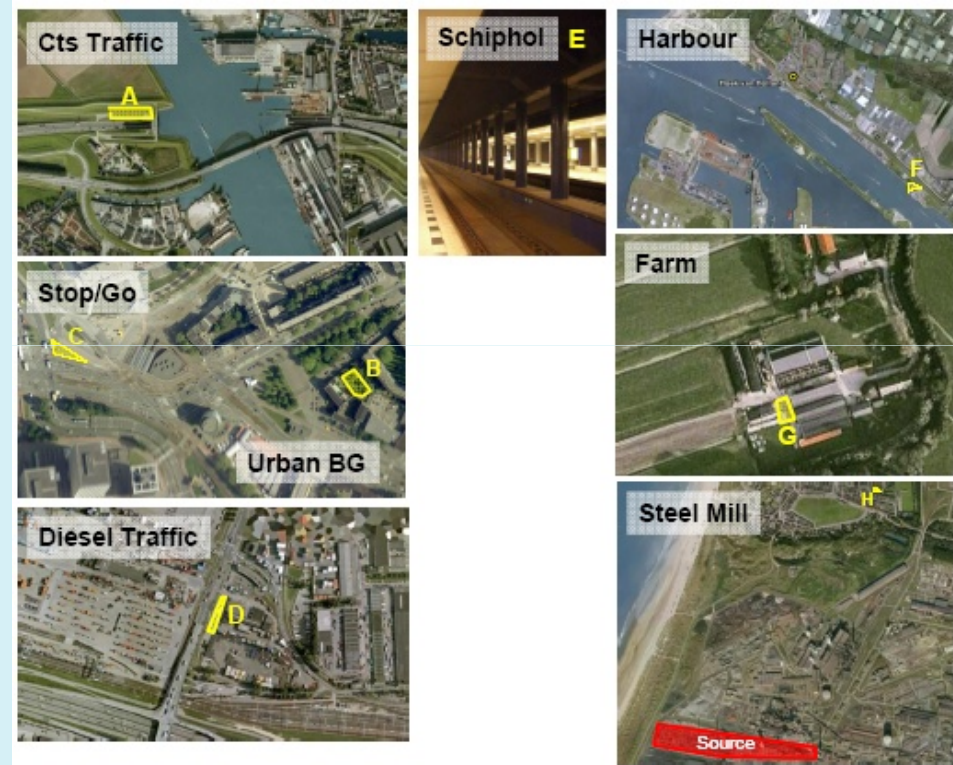 Cts Traffic
A
Schiphol E
Harbour
F
Stop/Go
C
B
Urban BG
Farm
G
Diesel Traffic
D
Steel Mill
H
Source